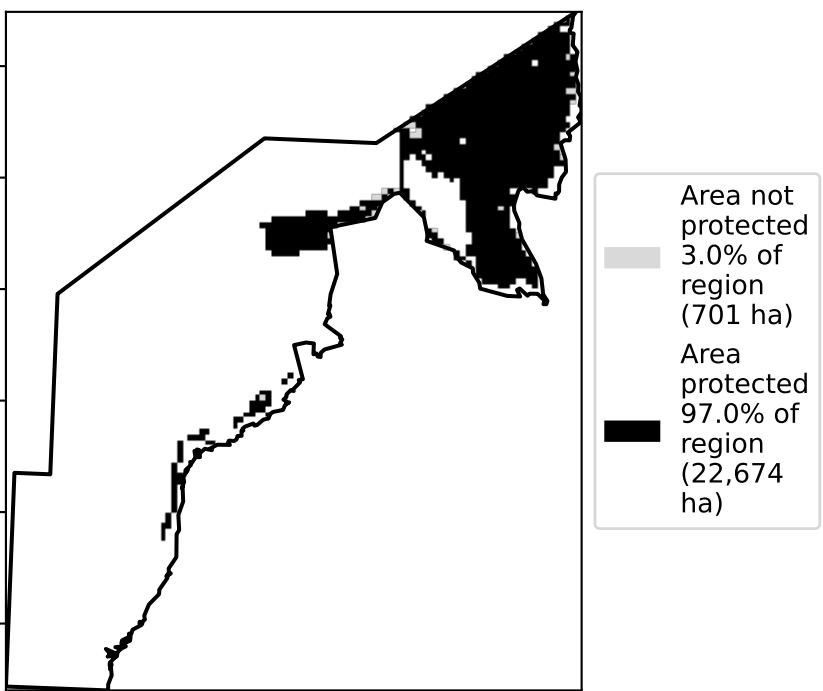 Area not
protected
3.0% of
region
(701 ha)
Area
protected
97.0% of
region
(22,674
ha)